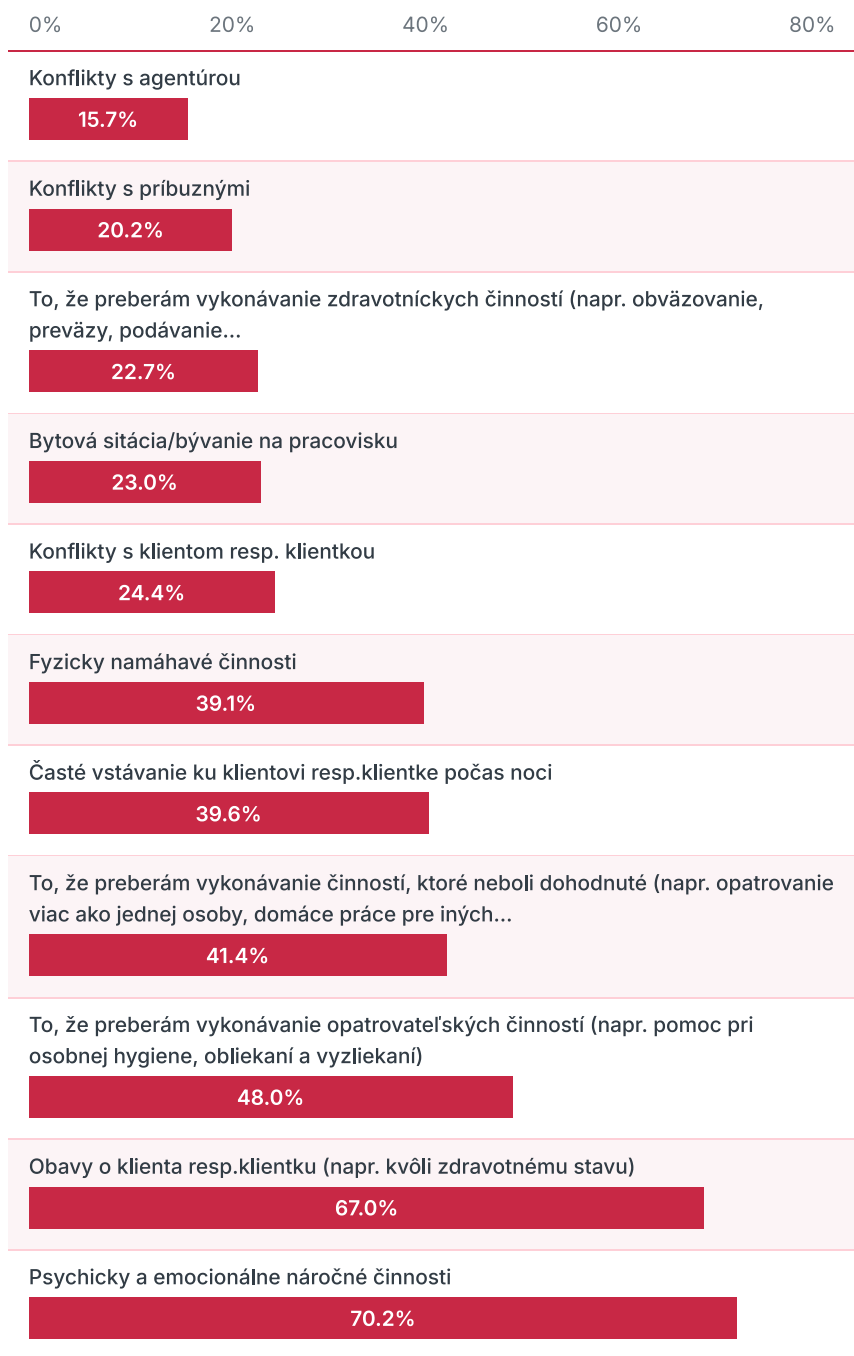 0% 20% 40% 60% 80%
Konflikty s agentúrou
15.7%
Konflikty s príbuznými
20.2%
To, že preberám vykonávanie zdravotníckych činností (napr. obväzovanie,
preväzy, podávanie...
22.7%
Bytová sitácia/bývanie na pracovisku
23.0%
Konflikty s klientom resp. klientkou
24.4%
Fyzicky namáhavé činnosti
39.1%
Časté vstávanie ku klientovi resp.klientke počas noci
39.6%
To, že preberám vykonávanie činností, ktoré neboli dohodnuté (napr. opatrovanie
viac ako jednej osoby, domáce práce pre iných...
41.4%
To, že preberám vykonávanie opatrovateľských činností (napr. pomoc pri
osobnej hygiene, obliekaní a vyzliekaní)
48.0%
Obavy o klienta resp.klientku (napr. kvôli zdravotnému stavu)
67.0%
Psychicky a emocionálne náročné činnosti
70.2%